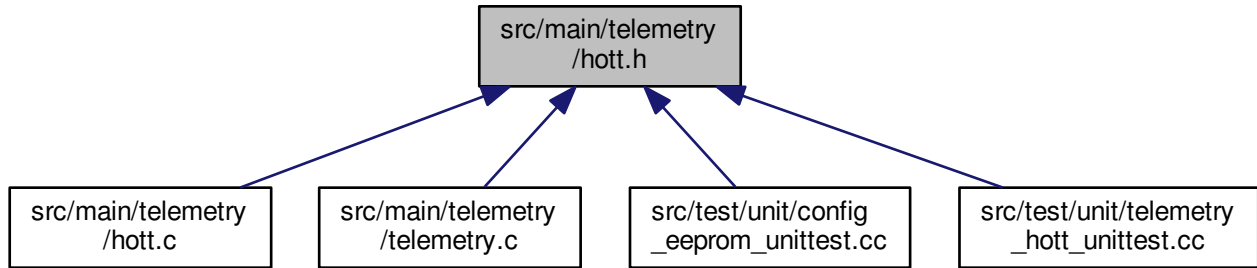 src/main/telemetry
/hott.h
src/main/telemetry
/hott.c
src/main/telemetry
/telemetry.c
src/test/unit/config
_eeprom_unittest.cc
src/test/unit/telemetry
_hott_unittest.cc